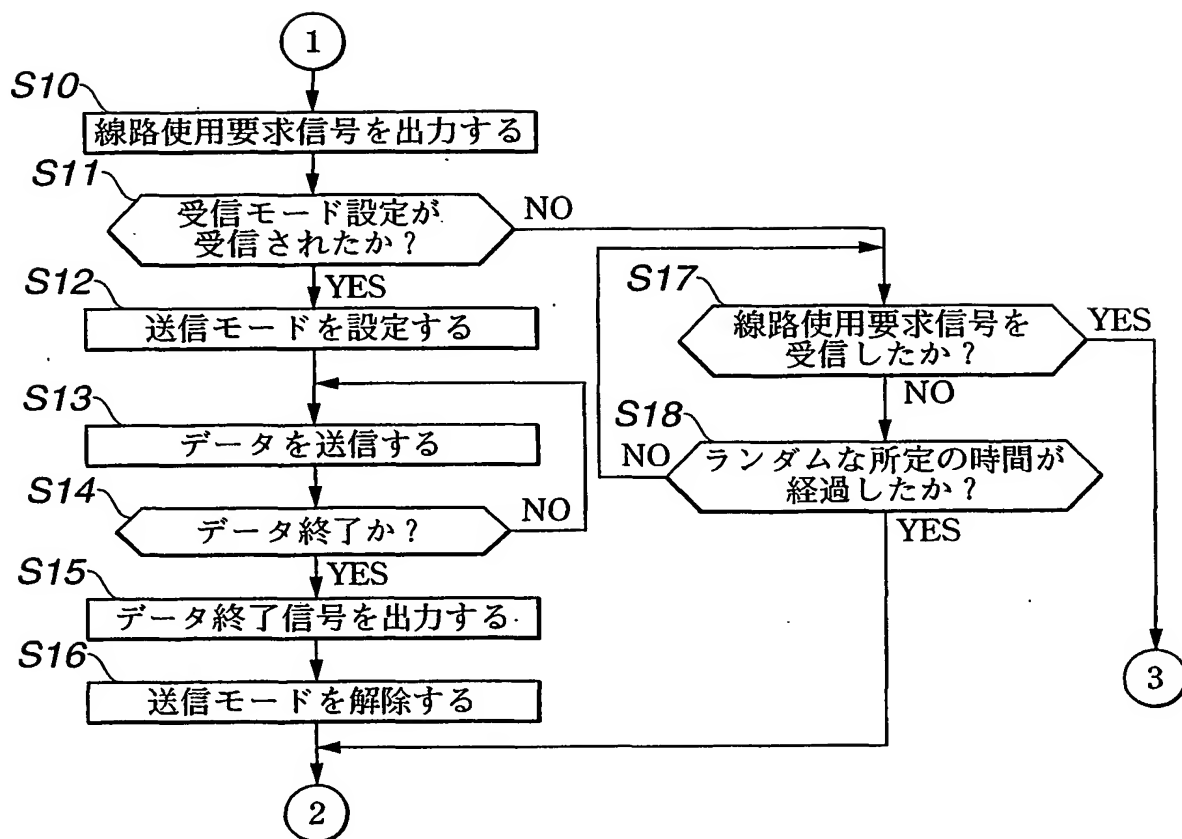 1
S10
線路使用要求信号を出力する
S11
受信モード設定が
受信されたか?
NO
YES
S12
送信モードを設定する
S13
データを送信する
S14
データ終了か?
NO
YES
S15
データ終了信号を出力する
S16
送信モードを解除する
2
S17
線路使用要求信号を
受信したか?
YES
NO
S18
ランダムな所定の時間が
経過したか?
NO
YES
3